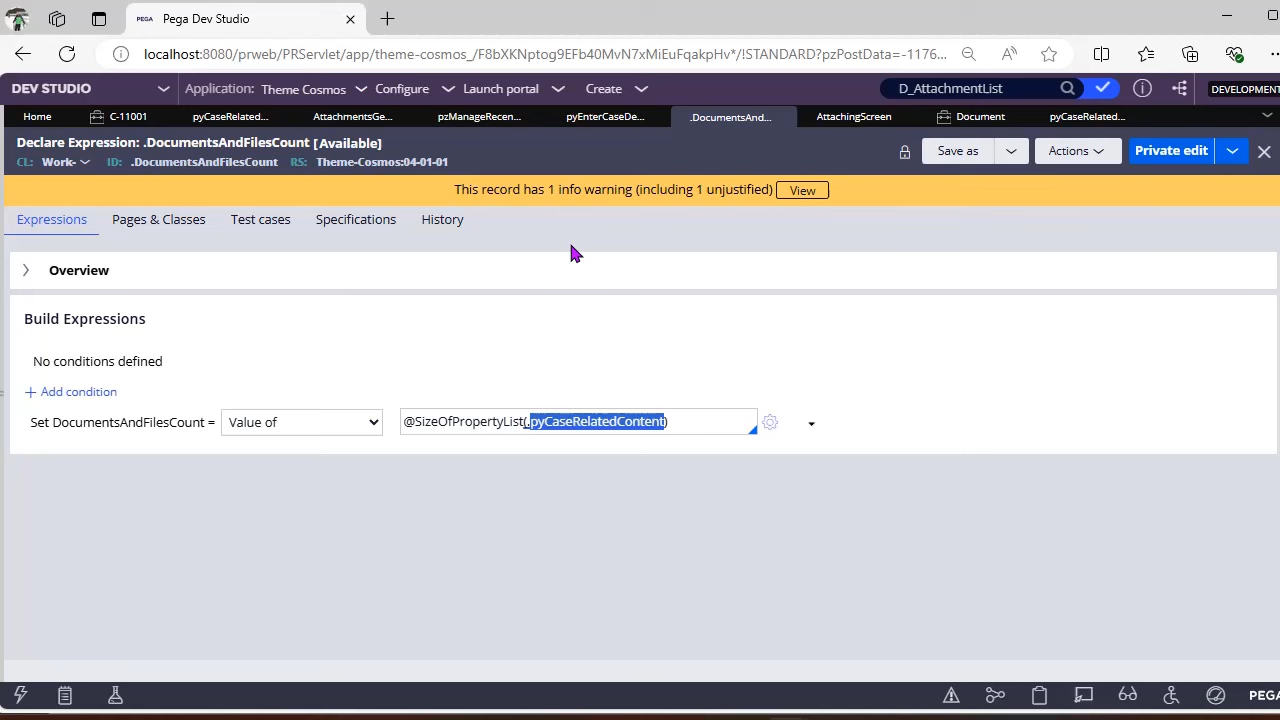 PEGA Pega Dev Studio
localhost:8080/prweb/PRServlet/app/theme-cosmos_/F8bXKNptog9EFb40MvN7xMiEuFqakpHv*/!STANDARD?pzPostData=-1176...
DEV STUDIO Application: Theme Cosmos Configure Launch portal Create D_AttachmentList DEVELOPMENT
Home C-11001 pyCaseRelated... AttachmentsGe... pzManageRecen... pyEnterCaseDe... .DocumentsAnd... AttachingScreen Document pyCaseRelated...
Declare Expression: .DocumentsAndFilesCount [Available]
CL: Work- ID: .DocumentsAndFilesCount RS: Theme-Cosmos:04-01-01
Save as Actions Private edit
This record has 1 info warning (including 1 unjustified) View
Expressions Pages & Classes Test cases Specifications History
Overview
Build Expressions
No conditions defined
+ Add condition
Set DocumentsAndFilesCount = Value of @SizeOfPropertyList(.pyCaseRelatedContent)
PEGA